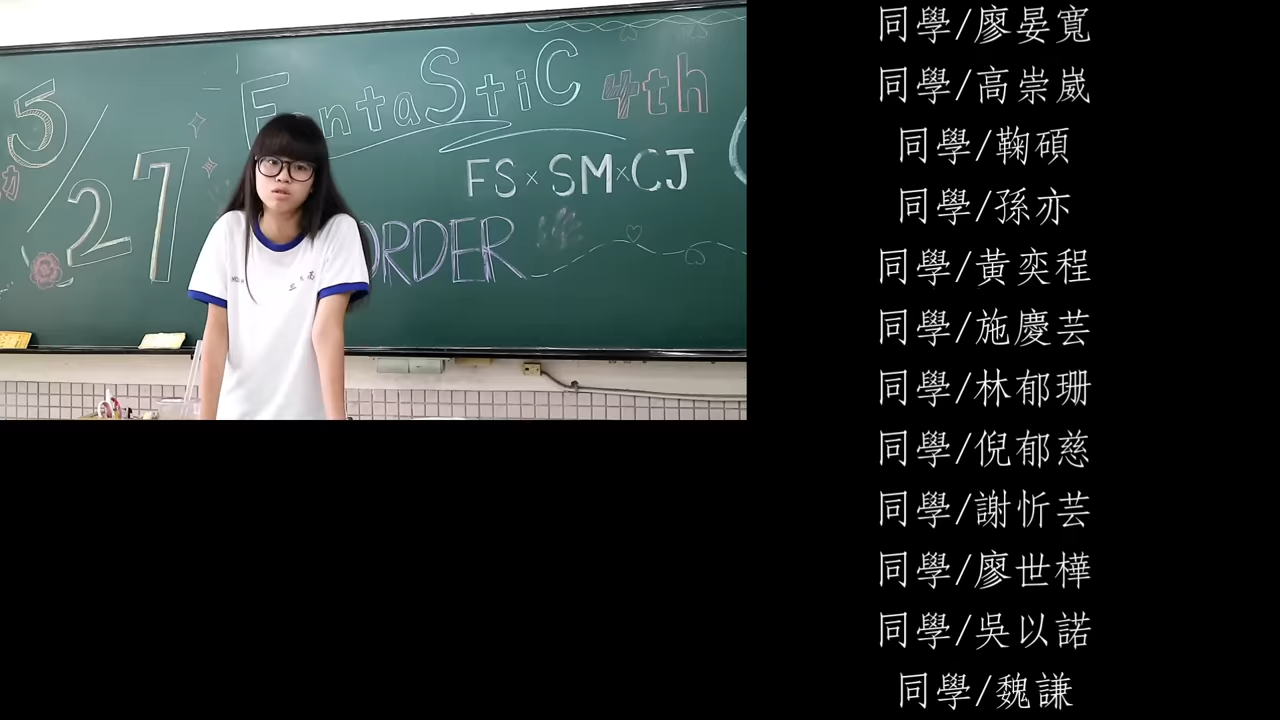 5/27
FantaStiC 4th
FS×SM×CJ
ORDER
同學/廖晏寬
同學/高崇崴
同學/鞠碩
同學/孫亦
同學/黃奕程
同學/施慶芸
同學/林郁珊
同學/倪郁慈
同學/謝忻芸
同學/廖世樺
同學/吳以諾
同學/魏謙